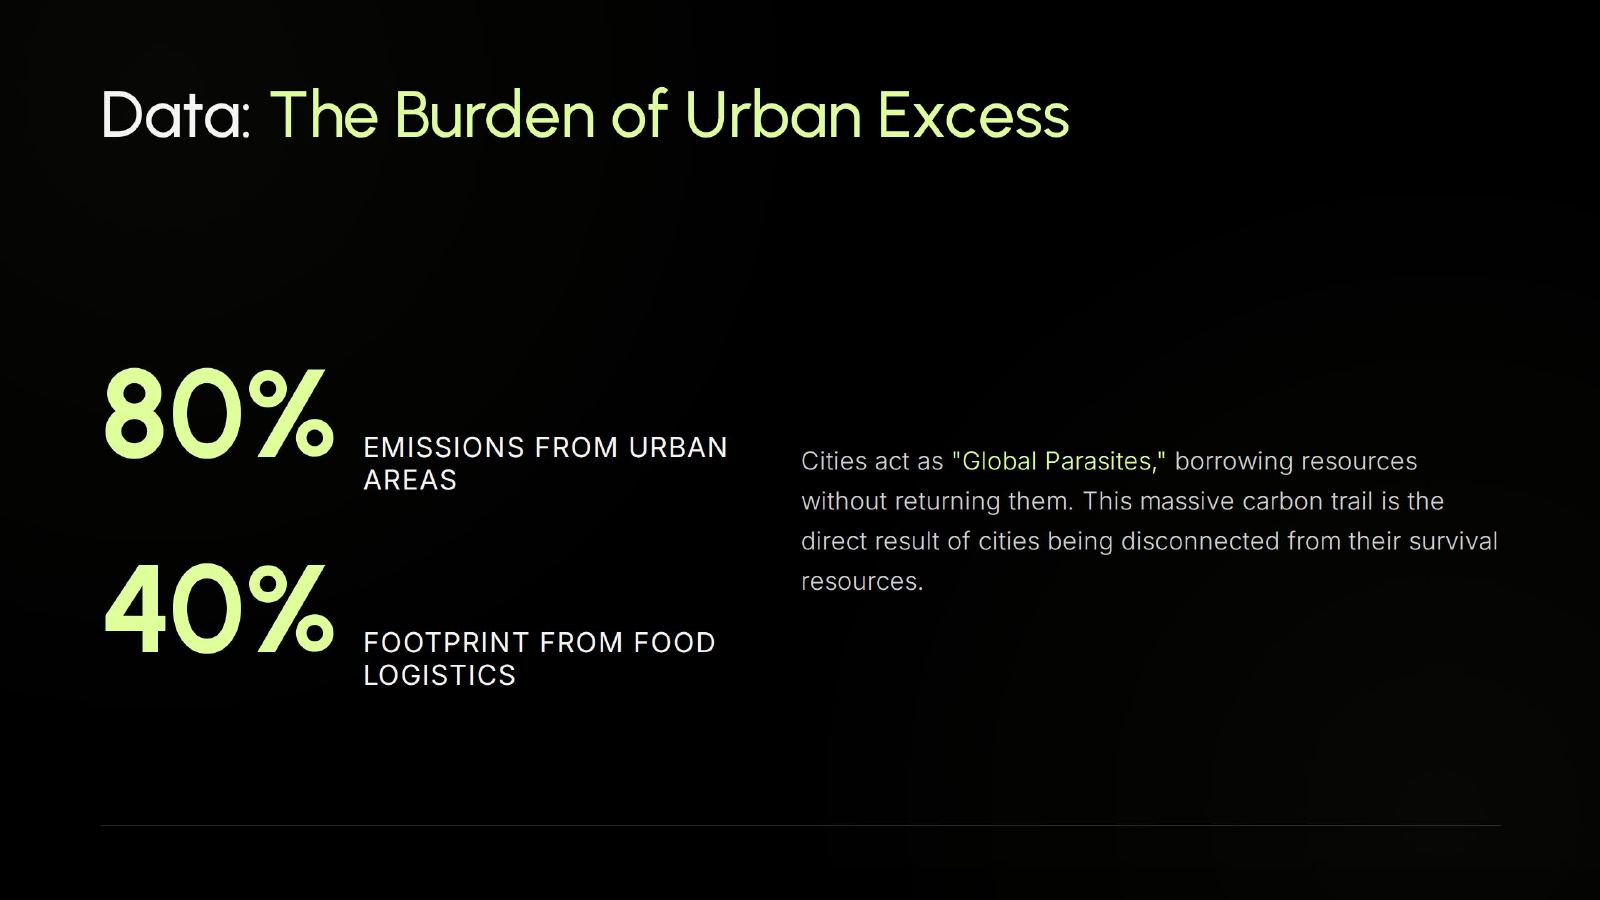 Data: The Burden of Urban Excess
80%
EMISSIONS FROM URBAN
AREAS
40%
FOOTPRINT FROM FOOD
LOGISTICS
Cities act as "Global Parasites," borrowing resources
without returning them. This massive carbon trail is the
direct result of cities being disconnected from their survival
resources.